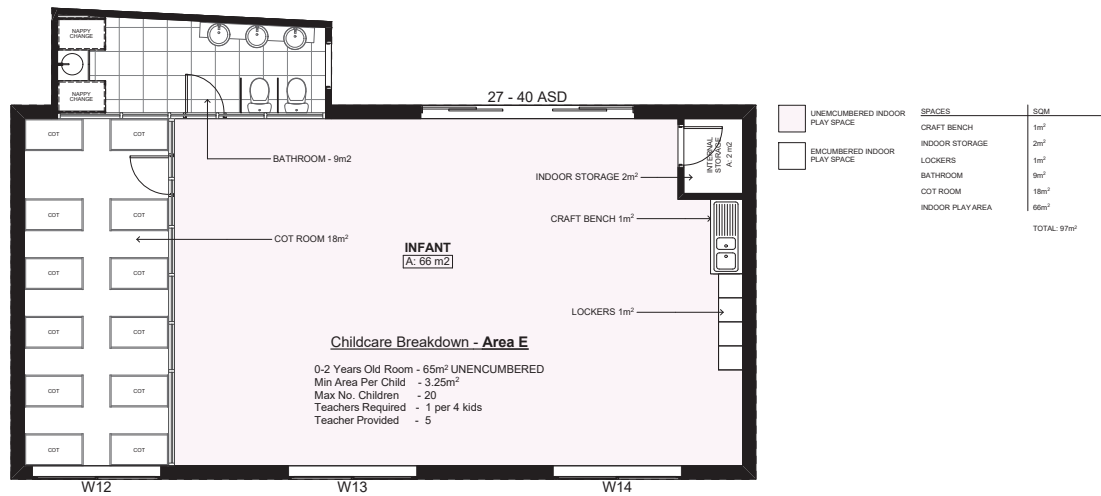 NAPPY
CHANGE
NAPPY
CHANGE
27 - 40 ASD
COT
COT
BATHROOM - 9m2
INTERNAL
STORAGE
A: 2 m2
INDOOR STORAGE 2m²
COT
COT
CRAFT BENCH 1m²
COT ROOM 18m²
INFANT
A: 66 m2
COT
COT
LOCKERS 1m²
COT
COT
Childcare Breakdown - Area E
0-2 Years Old Room - 65m² UNENCUMBERED
Min Area Per Child - 3.25m²
Max No. Children - 20
Teachers Required - 1 per 4 kids
Teacher Provided - 5
COT
COT
COT
COT
W12
W13
W14
UNEMCUMBERED INDOOR
PLAY SPACE
EMCUMBERED INDOOR
PLAY SPACE
SPACES SQM
CRAFT BENCH 1m²
INDOOR STORAGE 2m²
LOCKERS 1m²
BATHROOM 9m²
COT ROOM 18m²
INDOOR PLAY AREA 66m²
TOTAL: 97m²